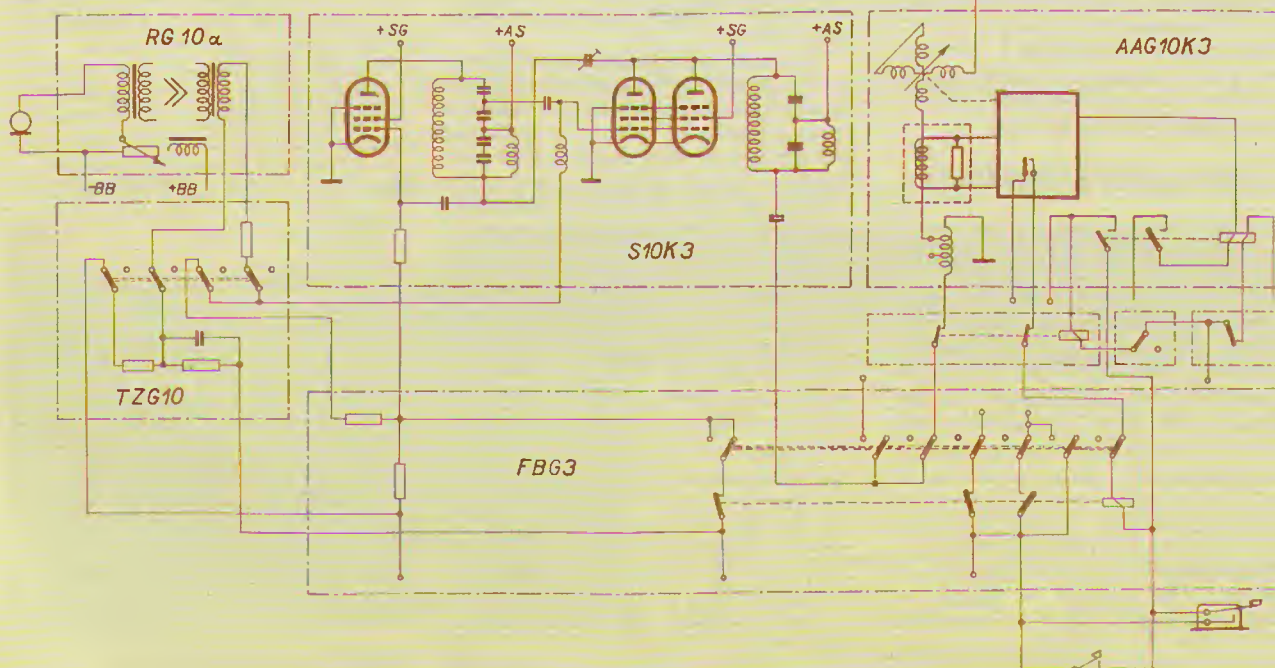 RG 10 a
+SG
+AS
+SG
+AS
AAG10K3
-BB
+BB
S10K3
TZG10
FBG3